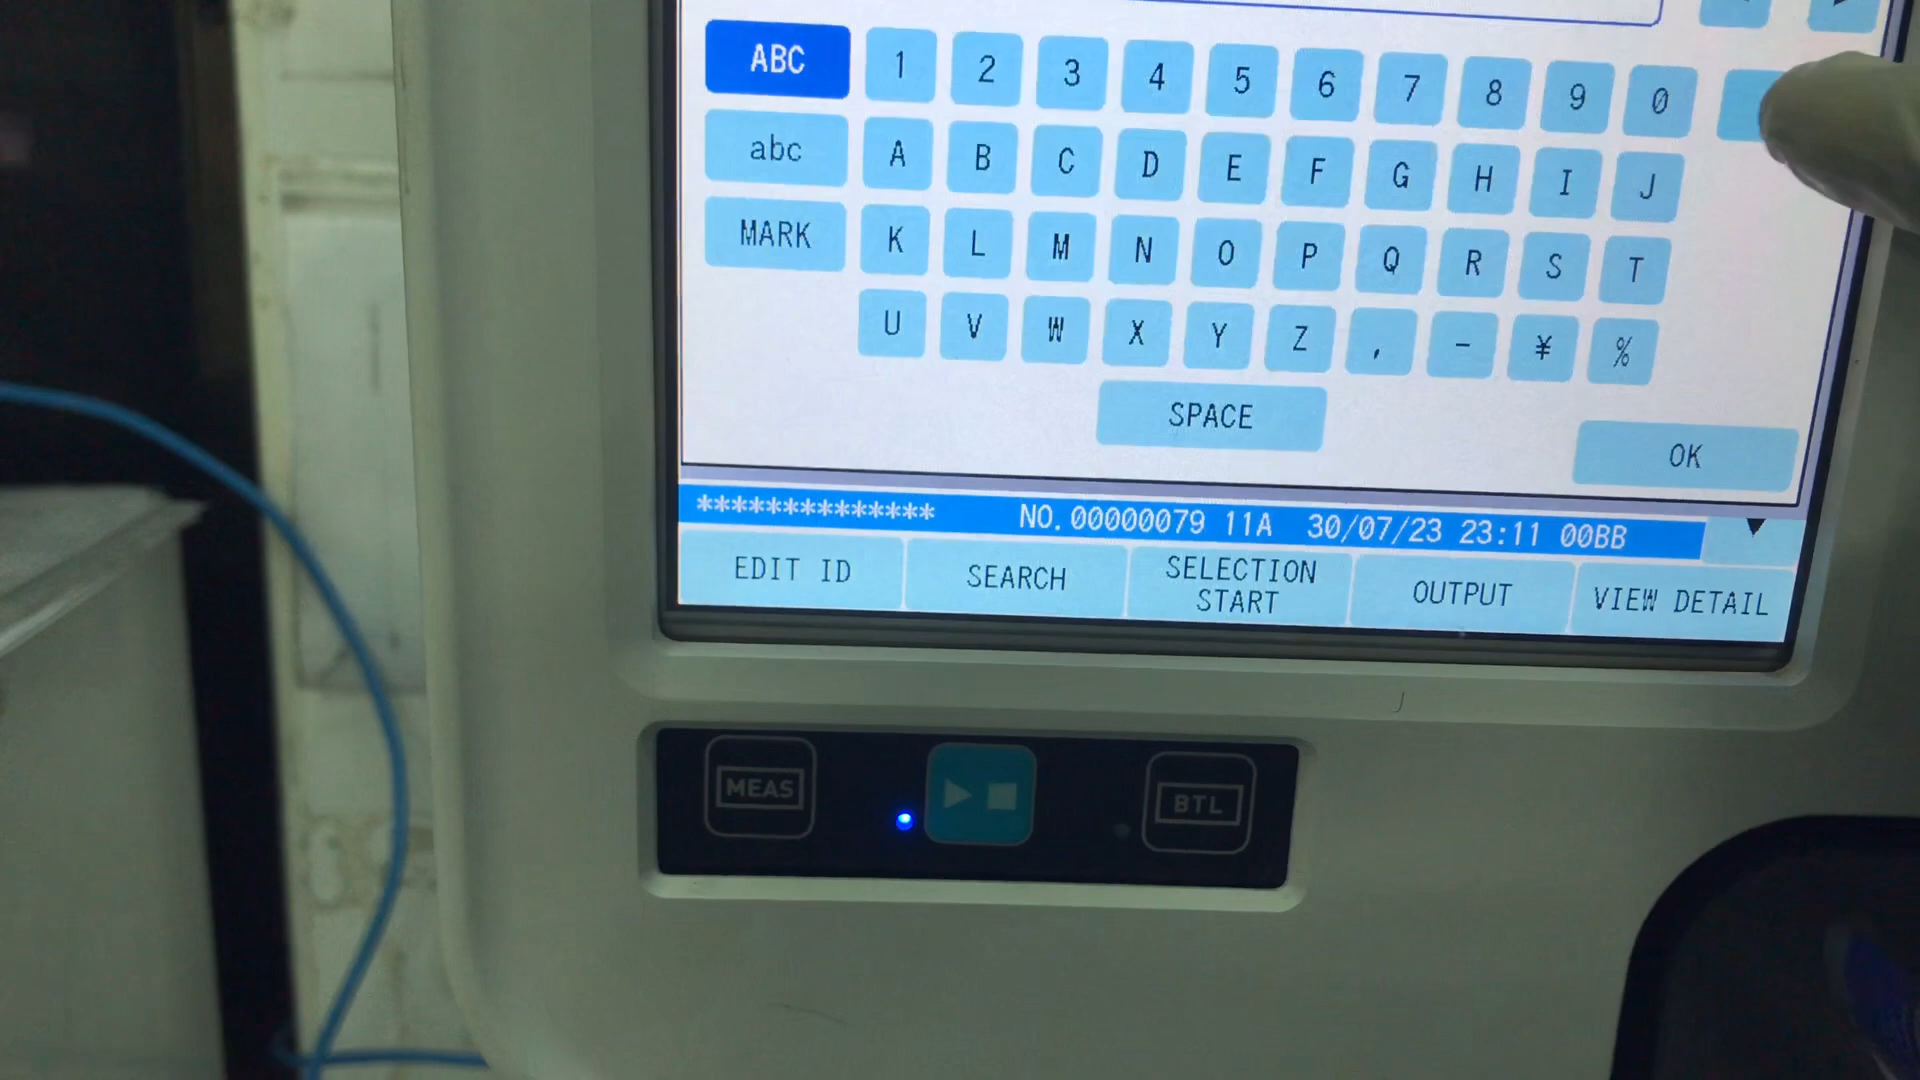 ABC 1 2 3 4 5 6 7 8 9 0
abc A B C D E F G H I J
MARK K L M N O P Q R S T
U V W X Y Z , - ¥ %
SPACE
OK
************** NO.00000079 11A 30/07/23 23:11 00BB
EDIT ID SEARCH SELECTION START OUTPUT VIEW DETAIL
MEAS BTL